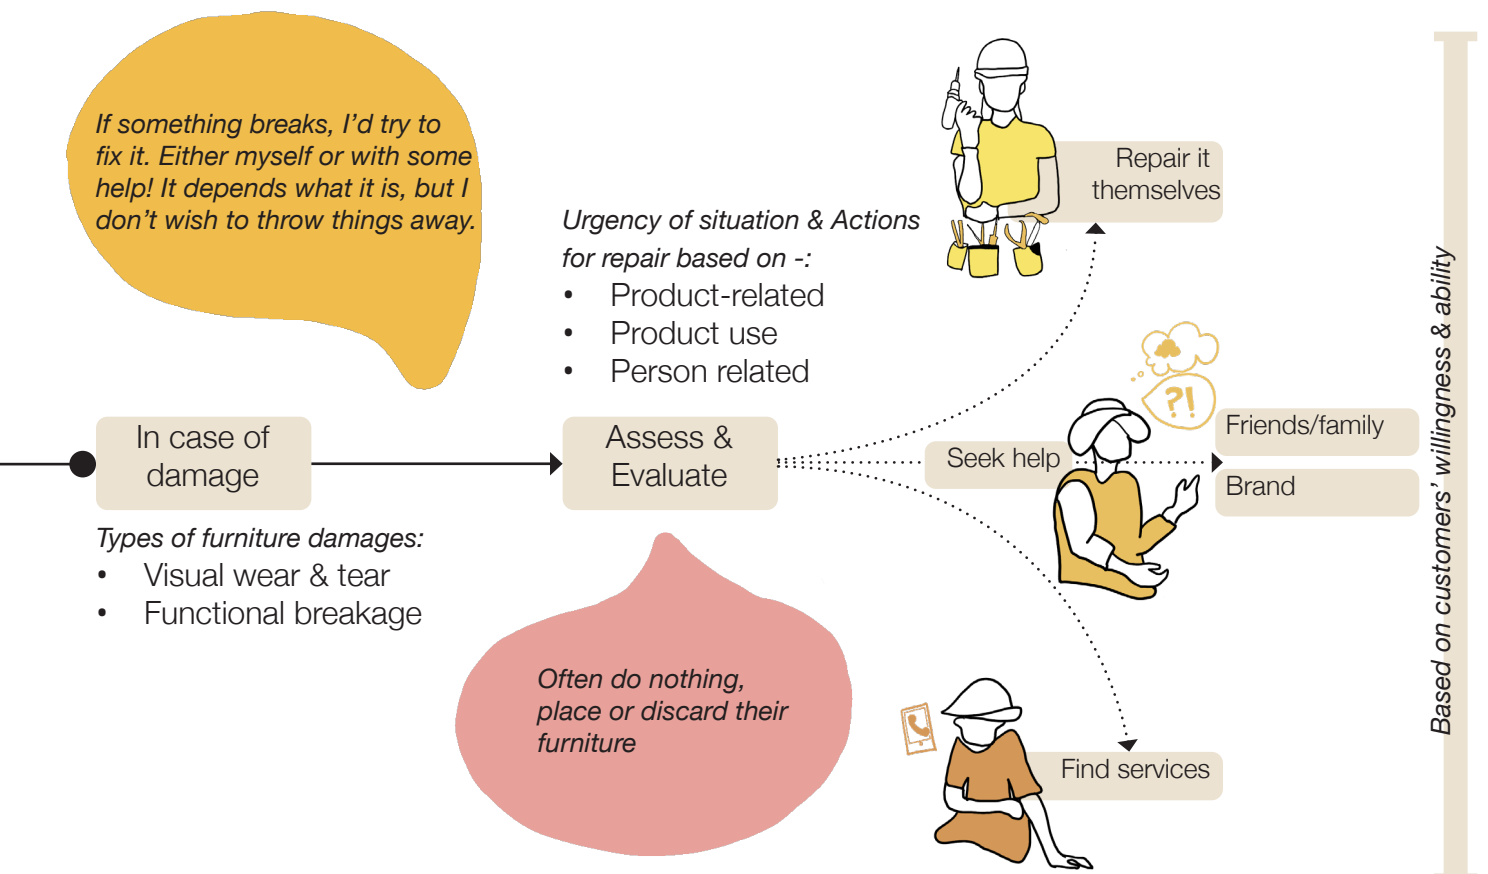 If something breaks, I'd try to
fix it. Either myself or with some
help! It depends what it is, but I
don't wish to throw things away.
In case of
damage
Types of furniture damages:
• Visual wear & tear
• Functional breakage
Urgency of situation & Actions
for repair based on -:
• Product-related
• Product use
• Person related
Assess &
Evaluate
Often do nothing,
place or discard their
furniture
Repair it
themselves
?!
Seek help
Friends/family
Brand
Find services
Based on customers' willingness & ability